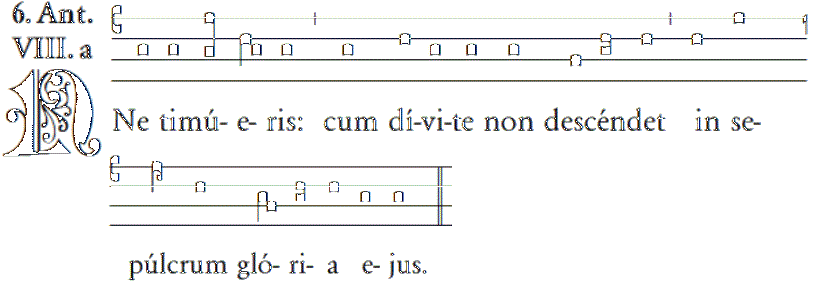 6. Ant.
VIII. a
N
Ne timú- e- ris: cum dí-vi-te non descéndet in se-
púlcrum gló- ri- a e- jus.